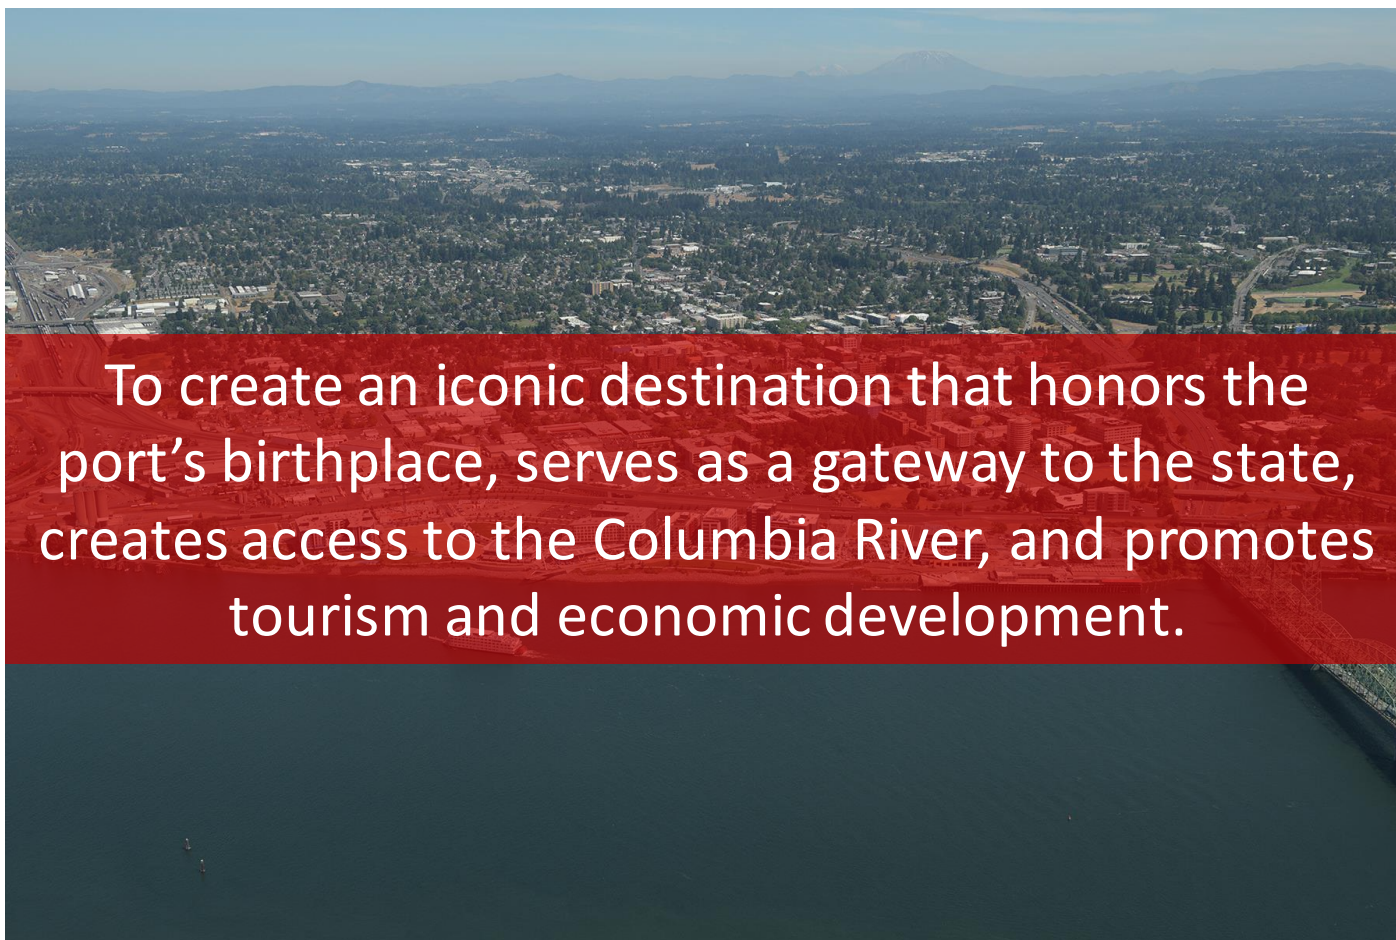 To create an iconic destination that honors the
port’s birthplace, serves as a gateway to the state,
creates access to the Columbia River, and promotes
tourism and economic development.